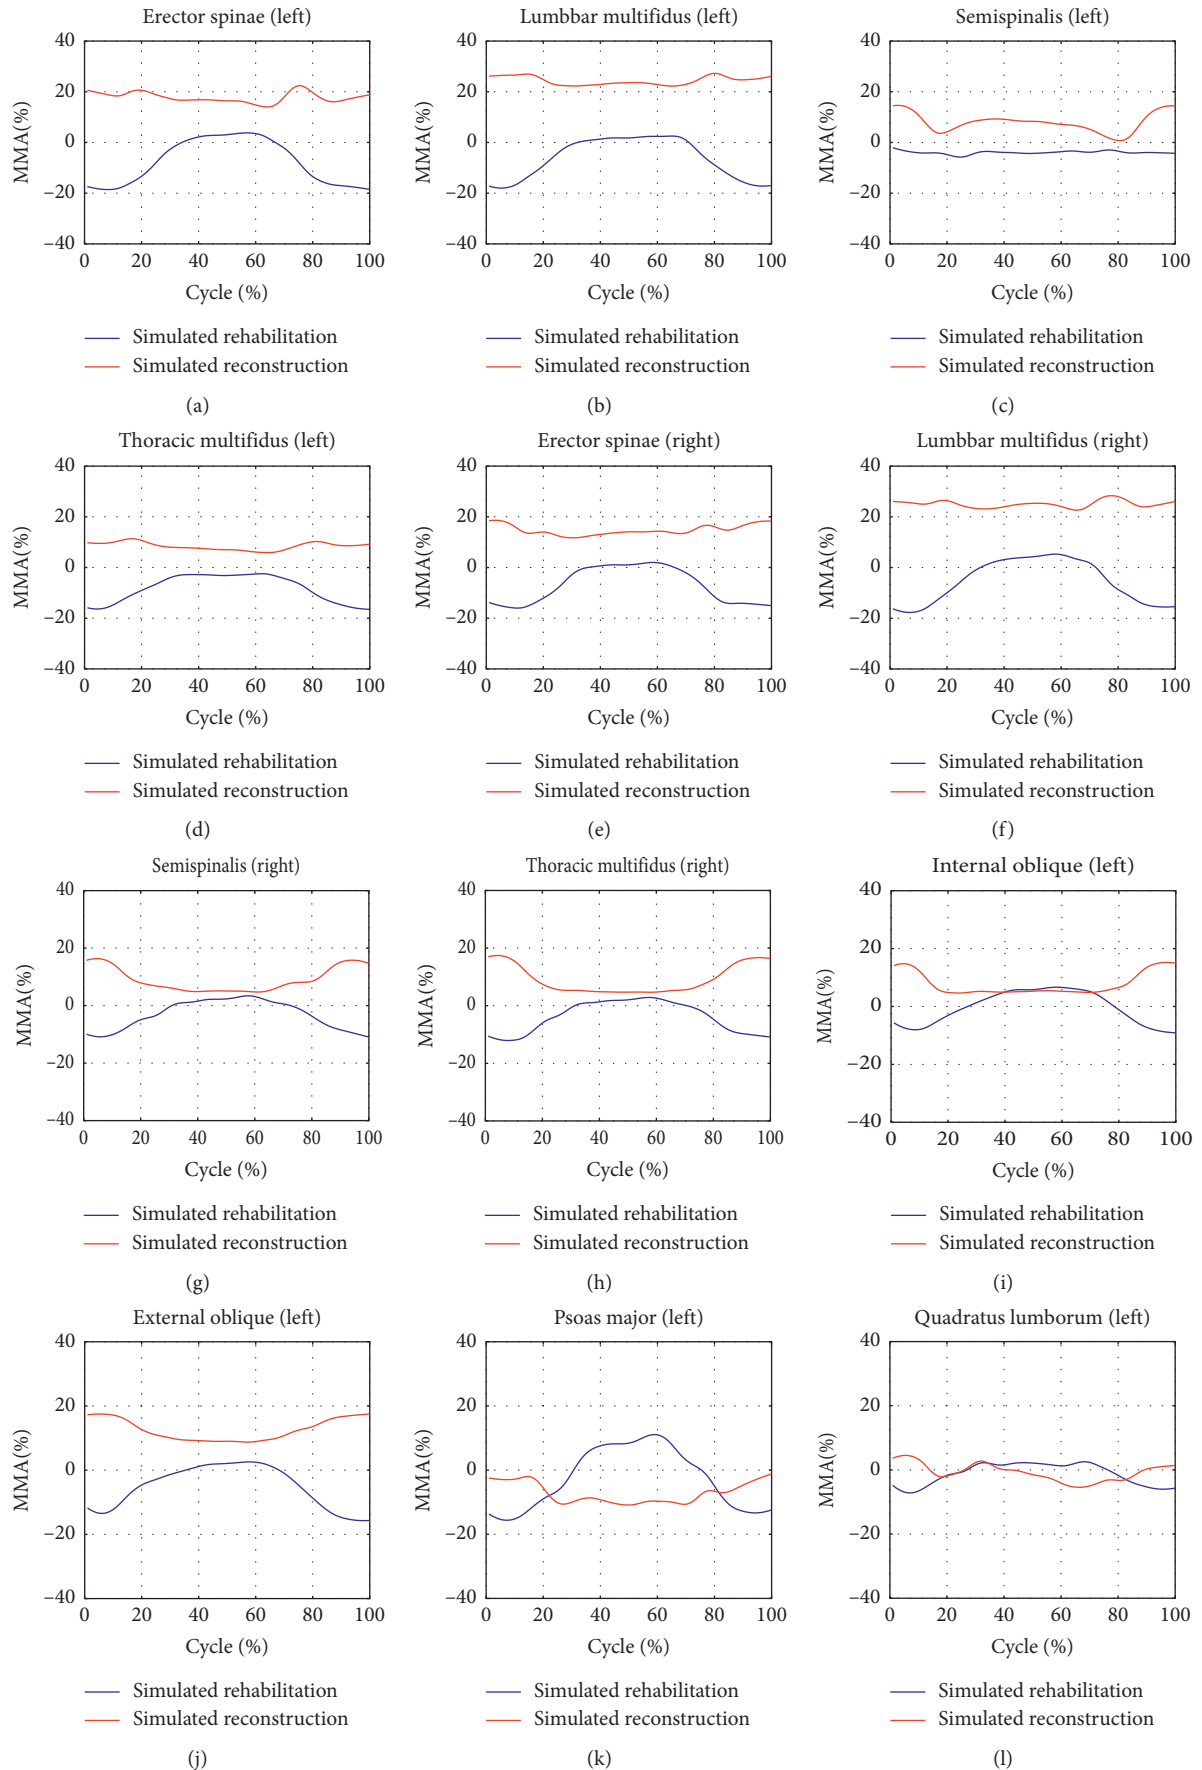 Erector spinae (left)
40
20
0
−20
−40
MMA(%)
0 20 40 60 80 100
Cycle (%)
Simulated rehabilitation
Simulated reconstruction
(a)
Lumbbar multifidus (left)
40
20
0
−20
−40
MMA(%)
0 20 40 60 80 100
Cycle (%)
Simulated rehabilitation
Simulated reconstruction
(b)
Semispinalis (left)
40
20
0
−20
−40
MMA(%)
0 20 40 60 80 100
Cycle (%)
Simulated rehabilitation
Simulated reconstruction
(c)
Thoracic multifidus (left)
40
20
0
−20
−40
MMA(%)
0 20 40 60 80 100
Cycle (%)
Simulated rehabilitation
Simulated reconstruction
(d)
Erector spinae (right)
40
20
0
−20
−40
MMA(%)
0 20 40 60 80 100
Cycle (%)
Simulated rehabilitation
Simulated reconstruction
(e)
Lumbbar multifidus (right)
40
20
0
−20
−40
MMA(%)
0 20 40 60 80 100
Cycle (%)
Simulated rehabilitation
Simulated reconstruction
(f)
Semispinalis (right)
40
20
0
−20
−40
MMA(%)
0 20 40 60 80 100
Cycle (%)
Simulated rehabilitation
Simulated reconstruction
(g)
Thoracic multifidus (right)
40
20
0
−20
−40
MMA(%)
0 20 40 60 80 100
Cycle (%)
Simulated rehabilitation
Simulated reconstruction
(h)
Internal oblique (left)
40
20
0
−20
−40
MMA(%)
0 20 40 60 80 100
Cycle (%)
Simulated rehabilitation
Simulated reconstruction
(i)
External oblique (left)
40
20
0
−20
−40
MMA(%)
0 20 40 60 80 100
Cycle (%)
Simulated rehabilitation
Simulated reconstruction
(j)
Psoas major (left)
40
20
0
−20
−40
MMA(%)
0 20 40 60 80 100
Cycle (%)
Simulated rehabilitation
Simulated reconstruction
(k)
Quadratus lumborum (left)
40
20
0
−20
−40
MMA(%)
0 20 40 60 80 100
Cycle (%)
Simulated rehabilitation
Simulated reconstruction
(l)